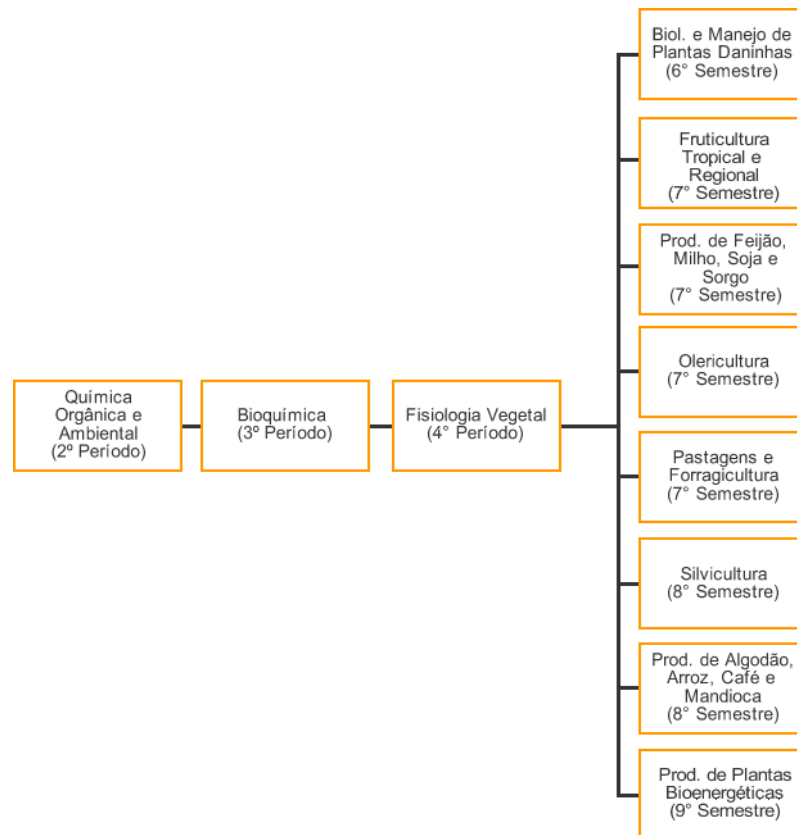 Biol. e Manejo de
Plantas Daninhas
(6° Semestre)
Fruticultura
Tropical e
Regional
(7° Semestre)
Prod. de Feijão,
Milho, Soja e
Sorgo
(7° Semestre)
Química
Orgânica e
Ambiental
(2º Período)
Bioquímica
(3º Período)
Fisiologia Vegetal
(4° Período)
Olericultura
(7° Semestre)
Pastagens e
Forragicultura
(7° Semestre)
Silvicultura
(8° Semestre)
Prod. de Algodão,
Arroz, Café e
Mandioca
(8° Semestre)
Prod. de Plantas
Bioenergéticas
(9° Semestre)